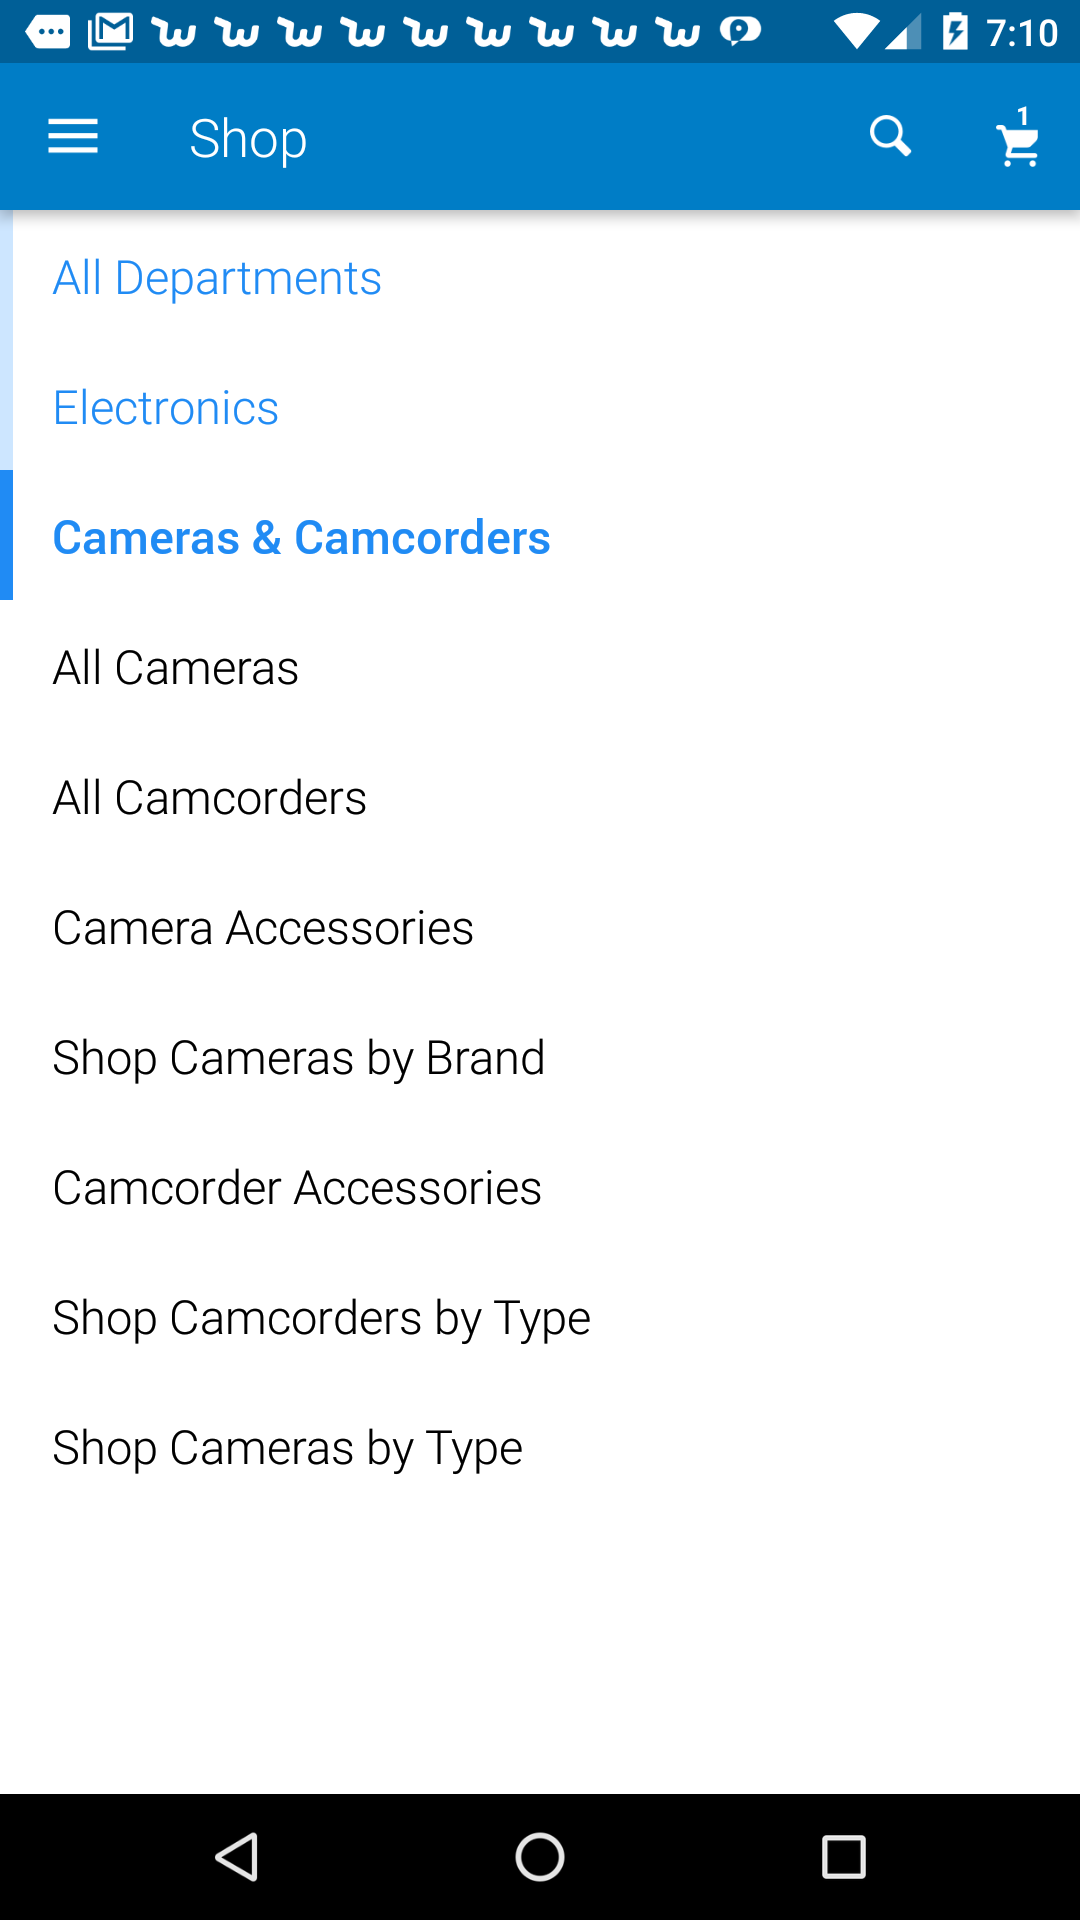 7:10
Shop
1
All Departments
Electronics
Cameras & Camcorders
All Cameras
All Camcorders
Camera Accessories
Shop Cameras by Brand
Camcorder Accessories
Shop Camcorders by Type
Shop Cameras by Type